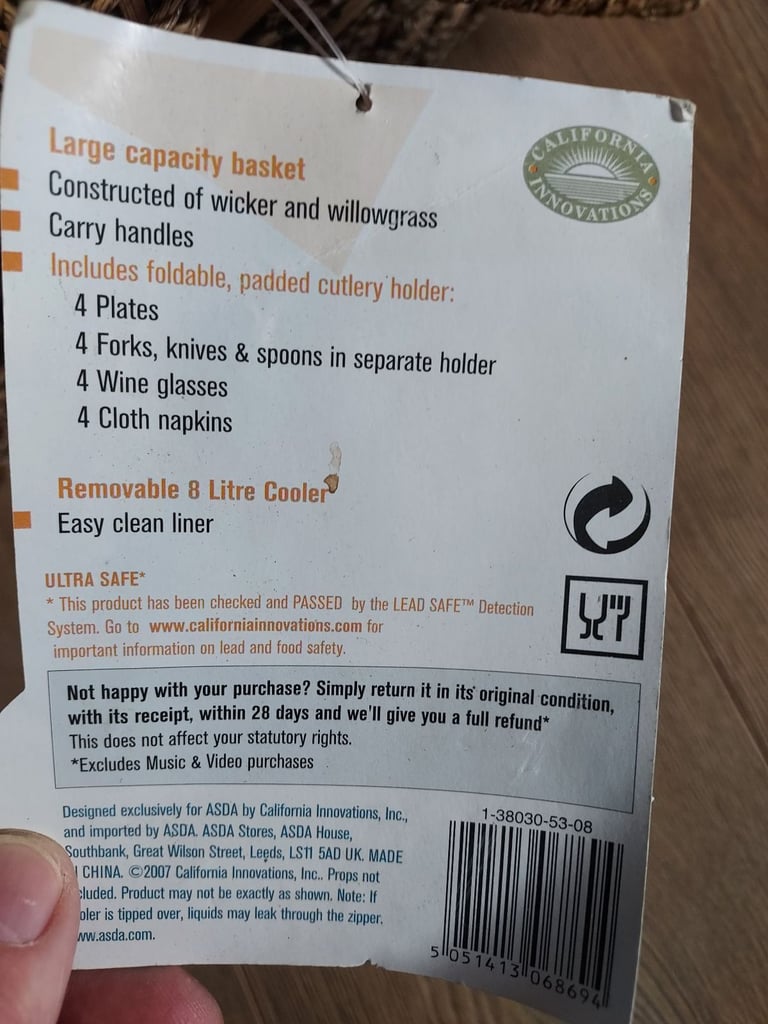 CALIFORNIA INNOVATIONS
Large capacity basket
Constructed of wicker and willowgrass
Carry handles
Includes foldable, padded cutlery holder:
4 Plates
4 Forks, knives & spoons in separate holder
4 Wine glasses
4 Cloth napkins
Removable 8 Litre Cooler
Easy clean liner
ULTRA SAFE*
* This product has been checked and PASSED by the LEAD SAFE™ Detection
System. Go to www.californiainnovations.com for
important information on lead and food safety.
Not happy with your purchase? Simply return it in its original condition,
with its receipt, within 28 days and we'll give you a full refund*
This does not affect your statutory rights.
*Excludes Music & Video purchases
Designed exclusively for ASDA by California Innovations, Inc.,
and imported by ASDA. ASDA Stores, ASDA House,
Southbank, Great Wilson Street, Leeds, LS11 5AD UK. MADE
CHINA. ©2007 California Innovations, Inc.. Props not
cluded. Product may not be exactly as shown. Note: If
oler is tipped over, liquids may leak through the zipper.
ww.asda.com.
1-38030-53-08
5 051413 068694